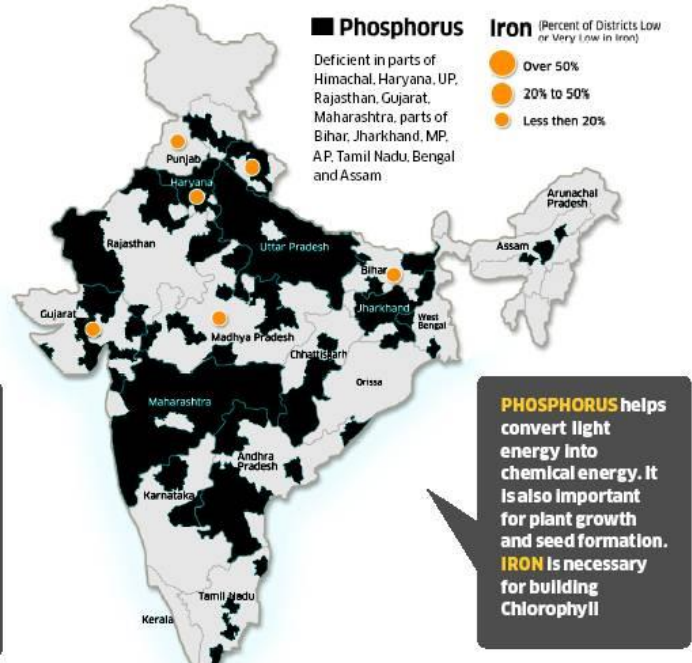 Phosphorus
Deficient in parts of
Himachal, Haryana, UP,
Rajasthan, Gujarat,
Maharashtra, parts of
Bihar, Jharkhand, MP,
AP, Tamil Nadu, Bengal
and Assam
Iron (Percent of Districts Low
or Very Low in Iron)
Over 50%
20% to 50%
Less then 20%
Punjab
Haryana
Arunachal
Pradesh
Assam
Rajasthan
Uttar Pradesh
Bihar
Gujarat
Jharkhand
West
Bengal
Madhya Pradesh
Chhattisgarh
Orissa
Maharashtra
Andhra
Pradesh
Karnataka
Tamil Nadu
Kerala
PHOSPHORUS helps
convert light
energy into
chemical energy. It
is also important
for plant growth
and seed formation.
IRON is necessary
for building
Chlorophyll